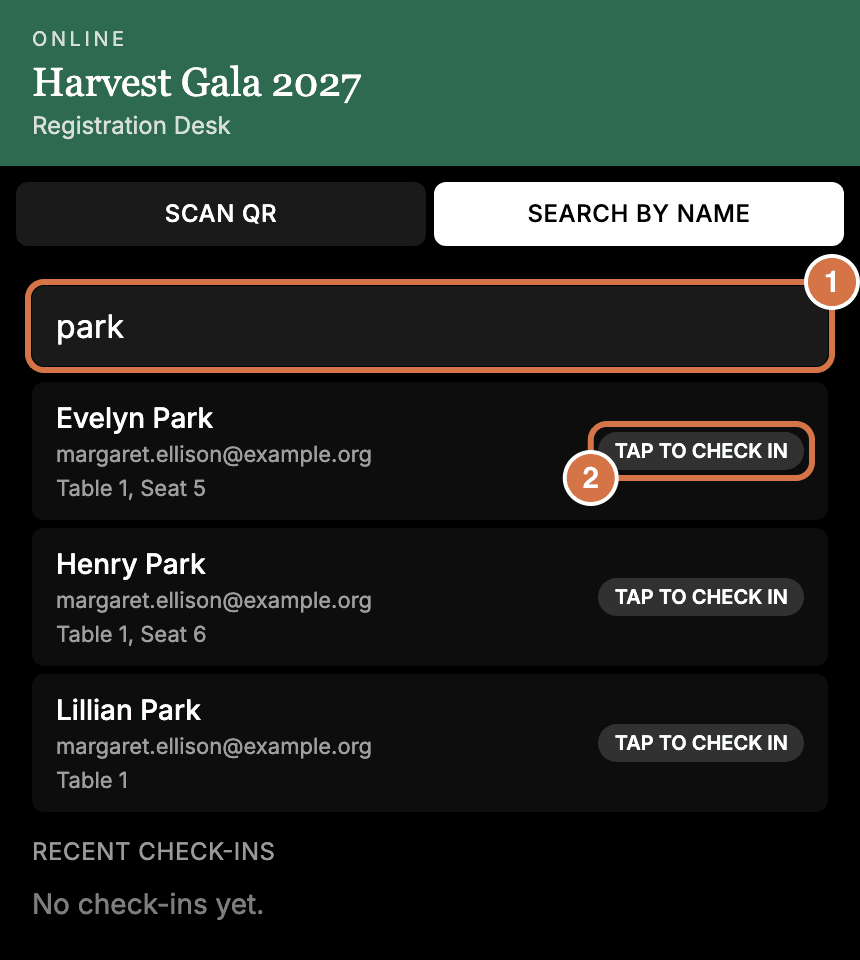 ONLINE
Harvest Gala 2027
Registration Desk
SCAN QR
SEARCH BY NAME
1
park
Evelyn Park
margaret.ellison@example.org
Table 1, Seat 5
TAP TO CHECK IN
2
Henry Park
margaret.ellison@example.org
Table 1, Seat 6
TAP TO CHECK IN
Lillian Park
margaret.ellison@example.org
Table 1
TAP TO CHECK IN
RECENT CHECK-INS
No check-ins yet.